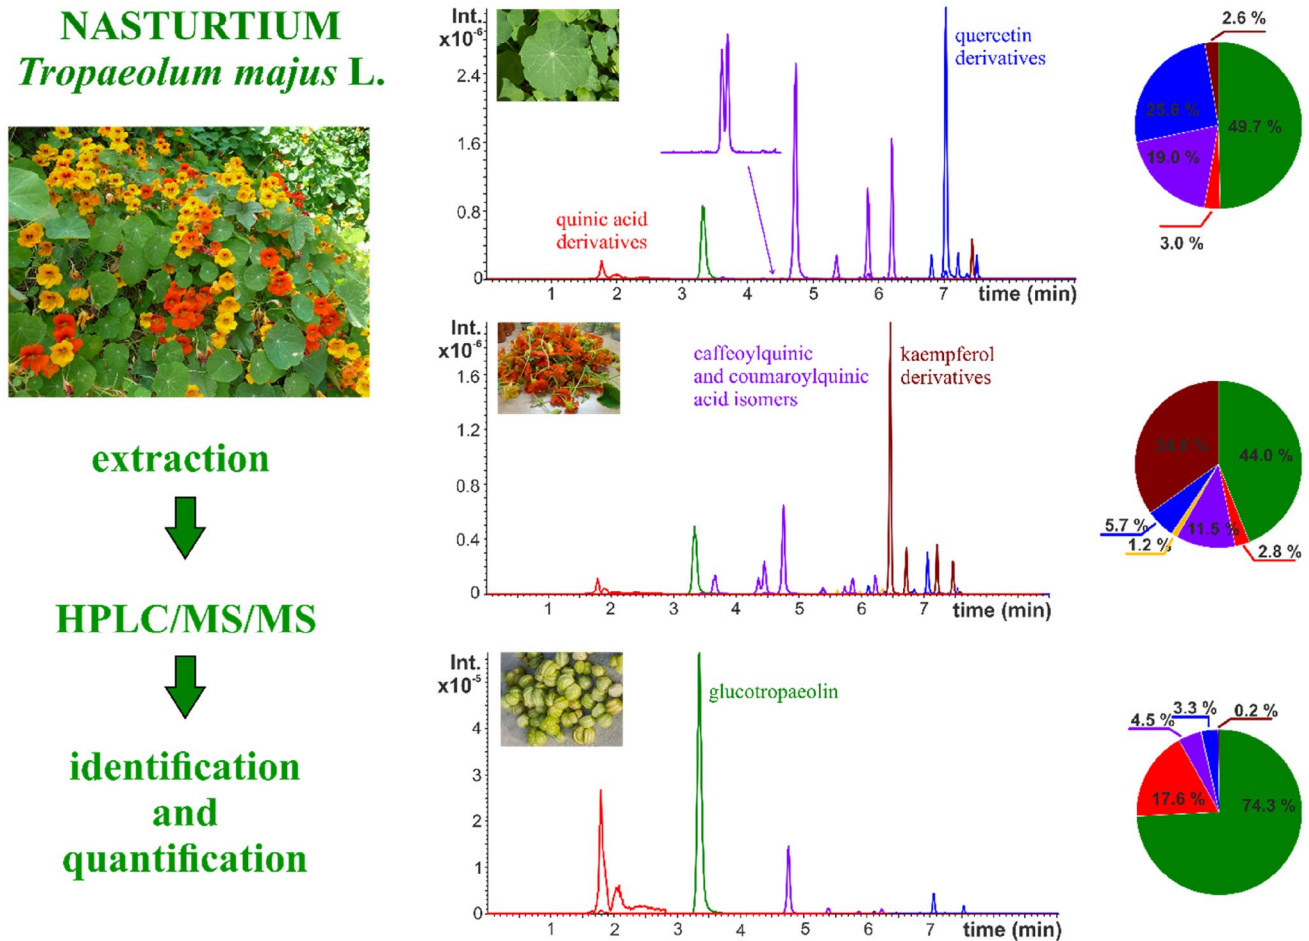 NASTURTIUM
Tropaeolum majus L.
extraction
HPLC/MS/MS
identification
and
quantification
Int.
x10-6
2.4
1.6
0.8
0
quinic acid
derivatives
quercetin
derivatives
1 2 3 4 5 6 7 time (min)
2.6 %
25.6 %
49.7 %
19.0 %
3.0 %
Int.
x10-6
1.6
1.2
0.8
0.4
0
caffeoylquinic
and coumaroylquinic
acid isomers
kaempferol
derivatives
1 2 3 4 5 6 7 time (min)
44.0 %
5.7 %
1.2 %
11.5 %
2.8 %
Int.
x10-5
4
3
2
1
0
glucotropaeolin
1 2 3 4 5 6 7 time (min)
4.5 %
3.3 %
0.2 %
17.6 %
74.3 %